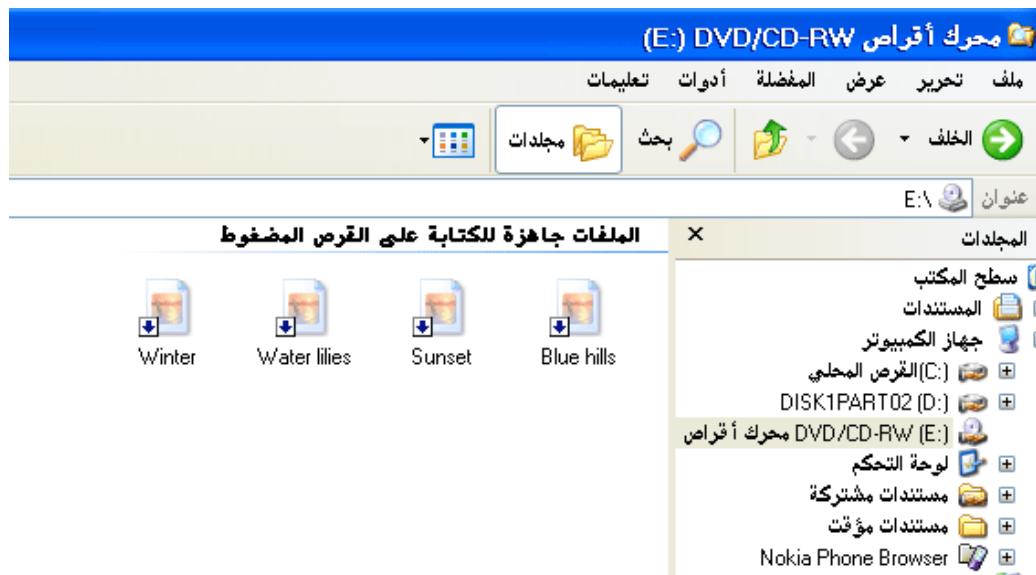 محرك أقراص DVD/CD-RW (E:)
ملف تحرير عرض المفضلة أدوات تعليمات
الخلف بحث مجلدات
عنوان E:\
المجلدات
سطح المكتب
المستندات
جهاز الكمبيوتر
القرص المحلي (C:)
DISK1PART02 (D:)
محرك أقراص DVD/CD-RW (E:)
لوحة التحكم
مستندات مشتركة
مستندات مؤقت
Nokia Phone Browser
الملفات جاهزة للكتابة على القرص المضغوط
Blue hills
Sunset
Water lilies
Winter